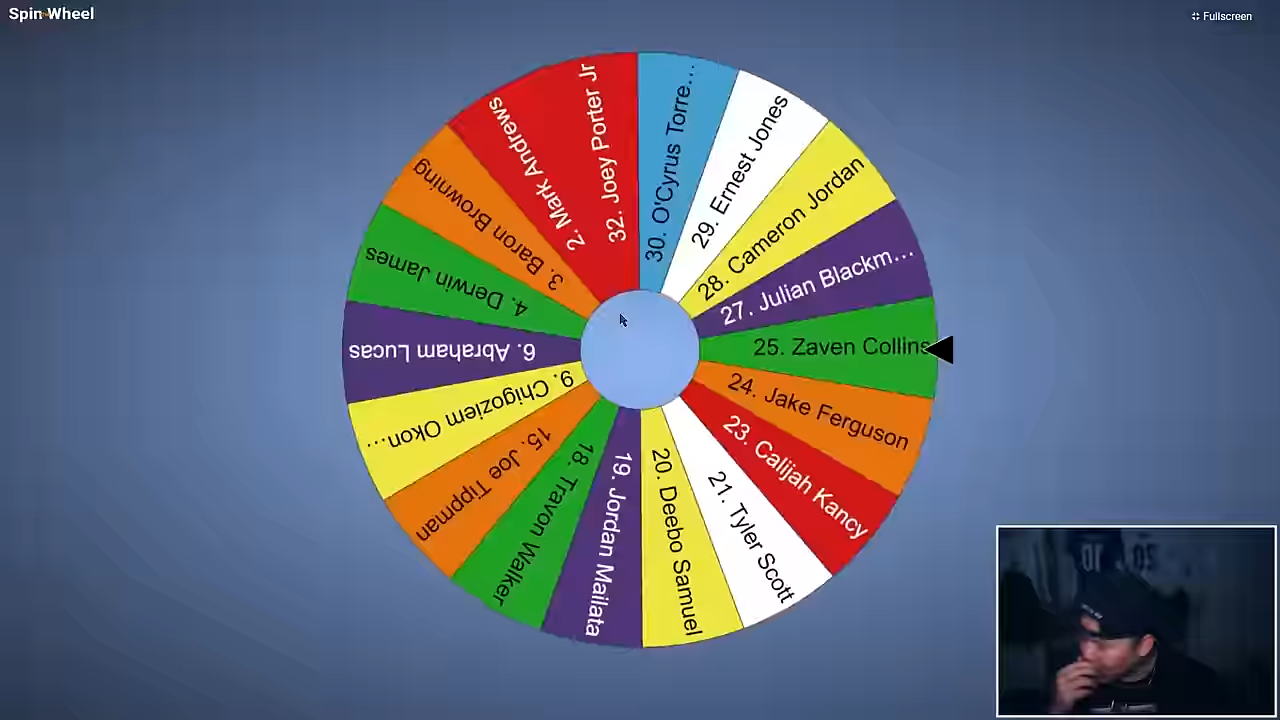 Spin Wheel
Fullscreen
30. O'Cyrus Torre...
29. Ernest Jones
28. Cameron Jordan
27. Julian Blackm...
25. Zaven Collins
24. Jake Ferguson
23. Calijah Kancy
21. Tyler Scott
20. Deebo Samuel
19. Jordan Mailata
18. Travon Walker
15. Joe Tippman
9. Chigoziem Okon...
6. Abraham Lucas
4. Derwin James
3. Baron Browning
2. Mark Andrews
32. Joey Porter Jr